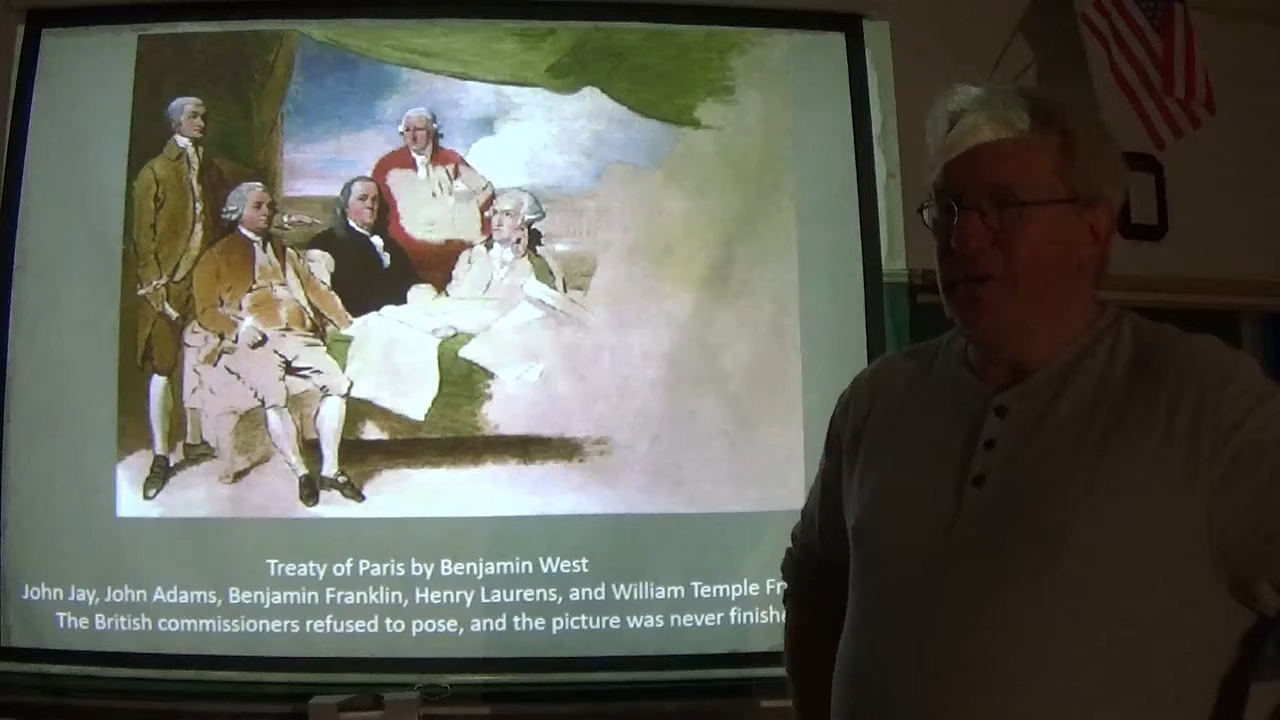 Treaty of Paris by Benjamin West
John Jay, John Adams, Benjamin Franklin, Henry Laurens, and William Temple
The British commissioners refused to pose, and the picture was never